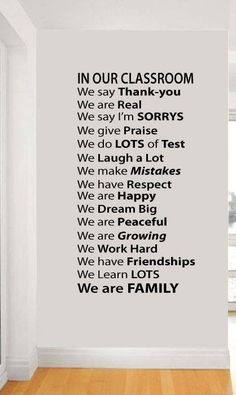 IN OUR CLASSROOM
We say Thank-you
We are Real
We say I'm SORRYS
We give Praise
We do LOTS of Test
We Laugh a Lot
We make Mistakes
We have Respect
We are Happy
We Dream Big
We are Peaceful
We are Growing
We Work Hard
We have Friendships
We Learn LOTS
We are FAMILY